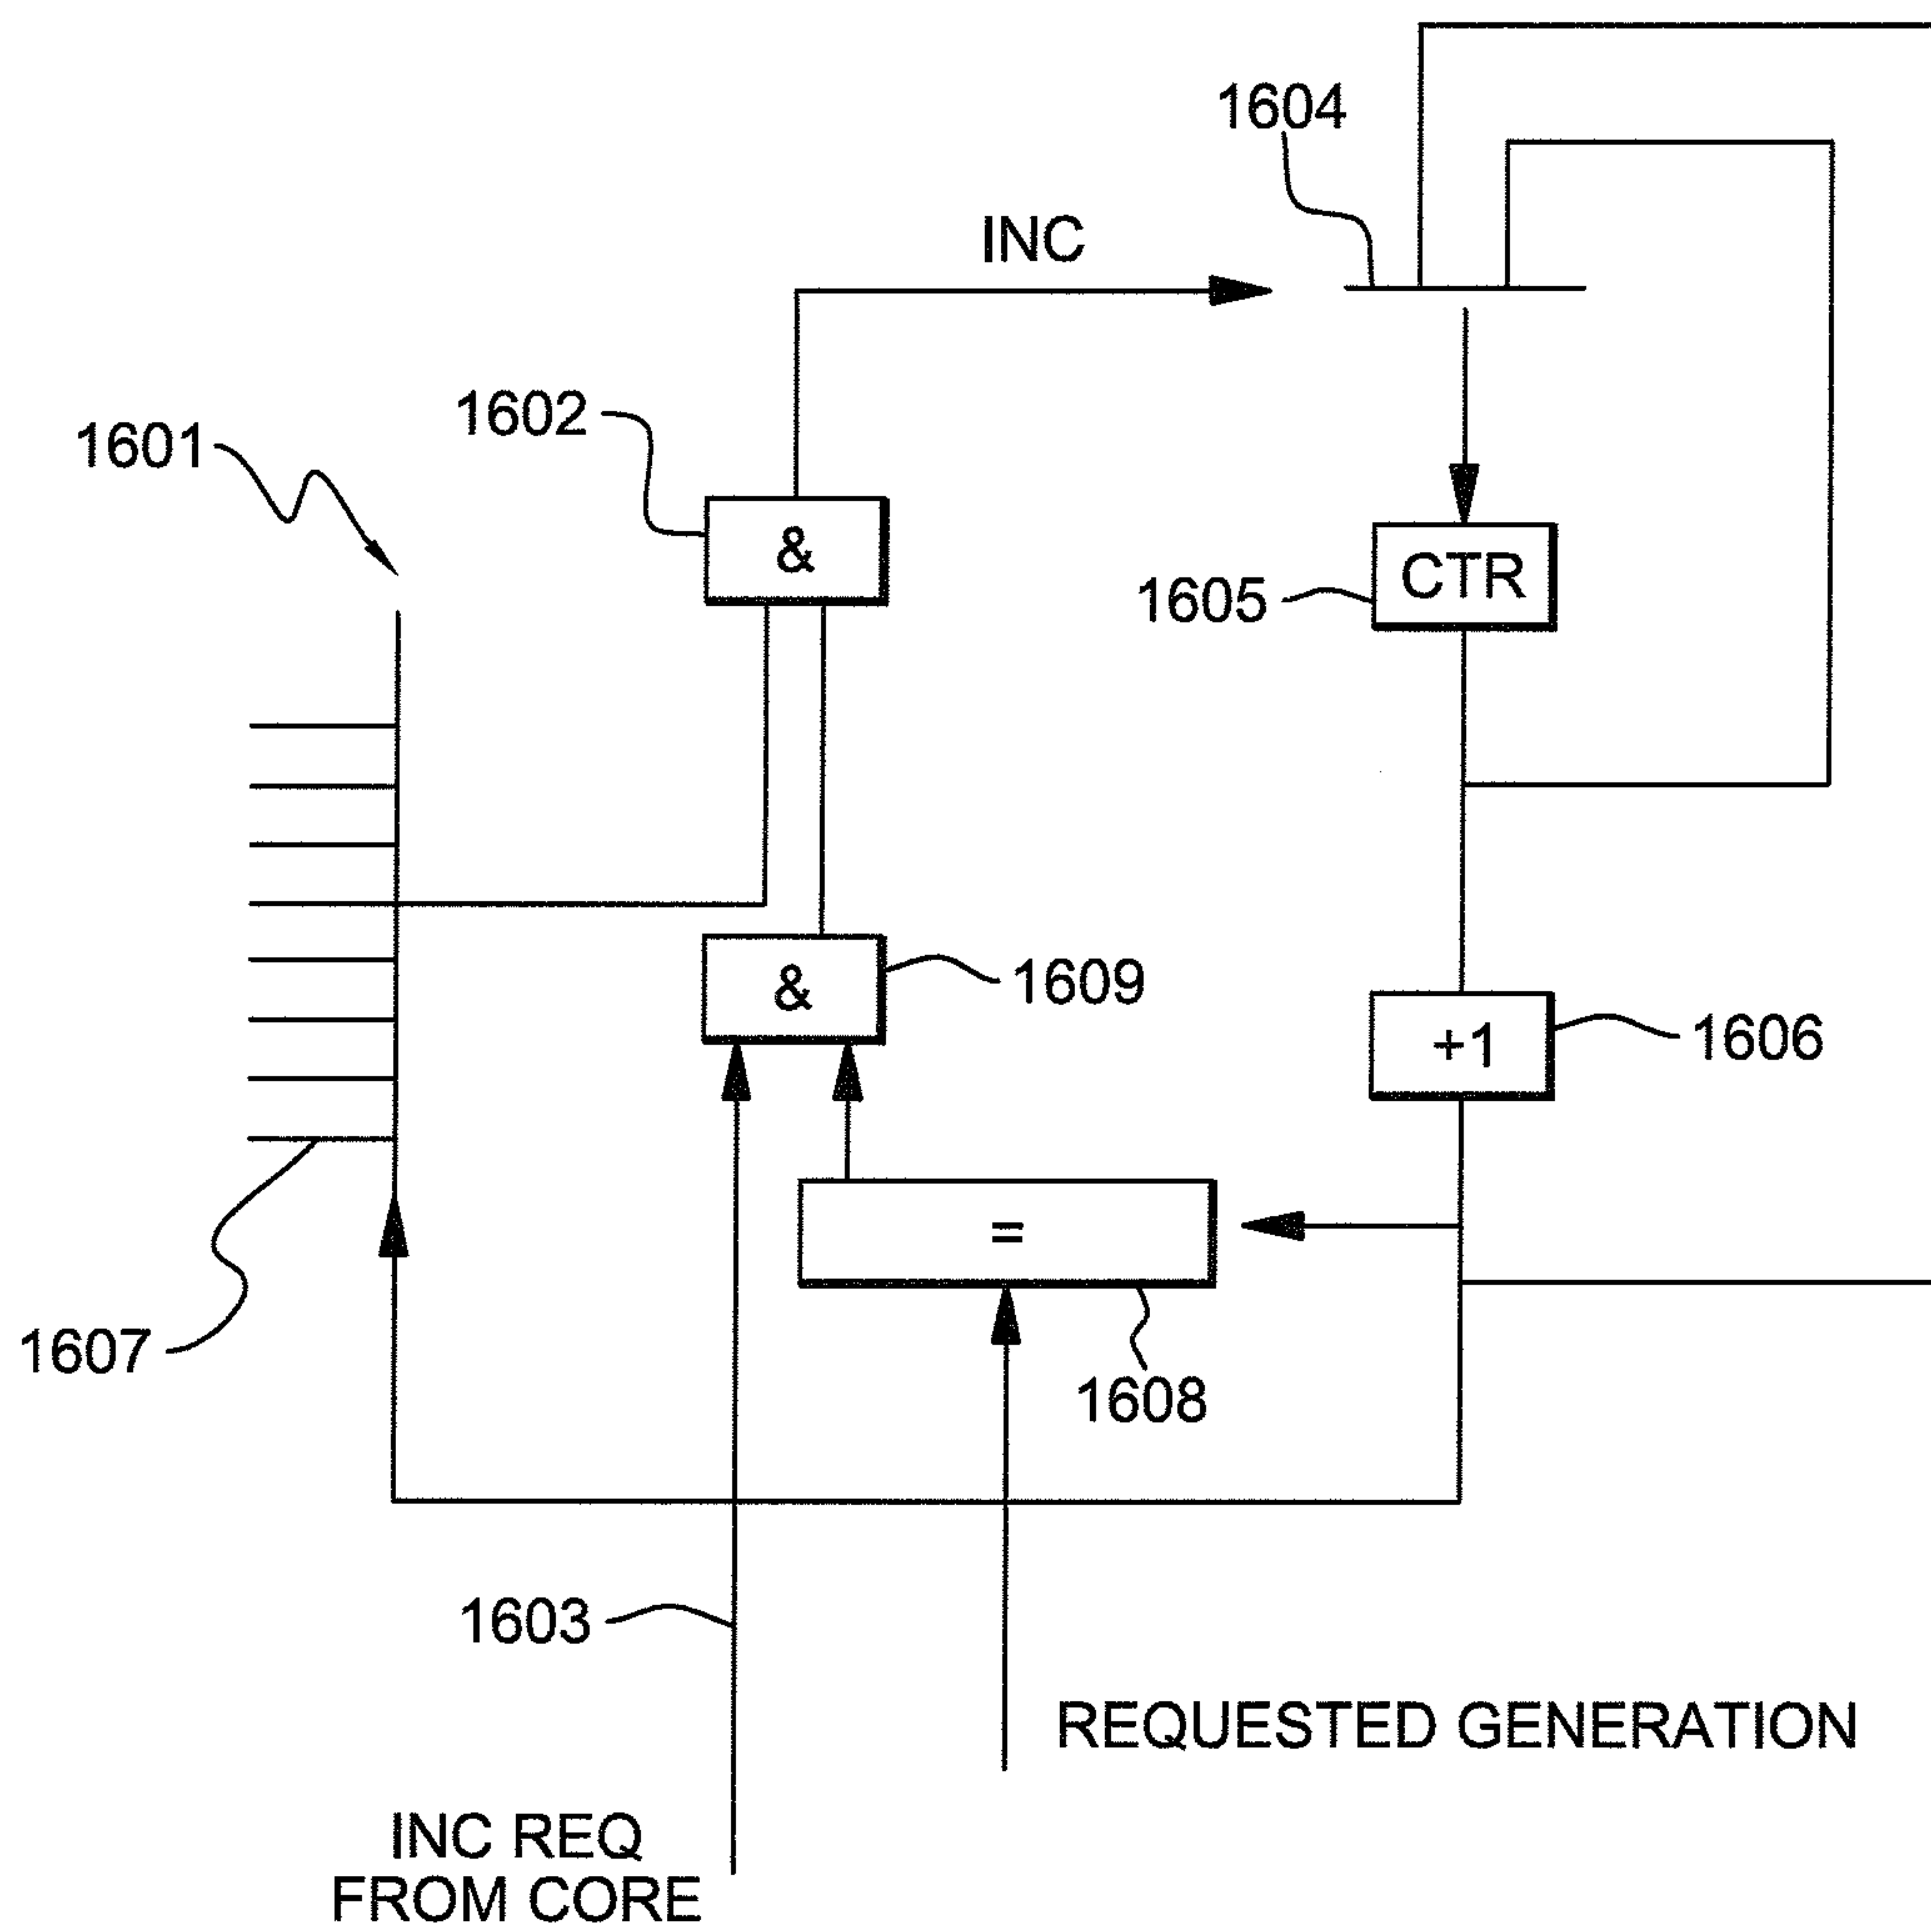 1604
INC
1602
1601
&
CTR
1605
&
1609
+1
1606
=
1607
1608
1603
REQUESTED GENERATION
INC REQ
FROM CORE